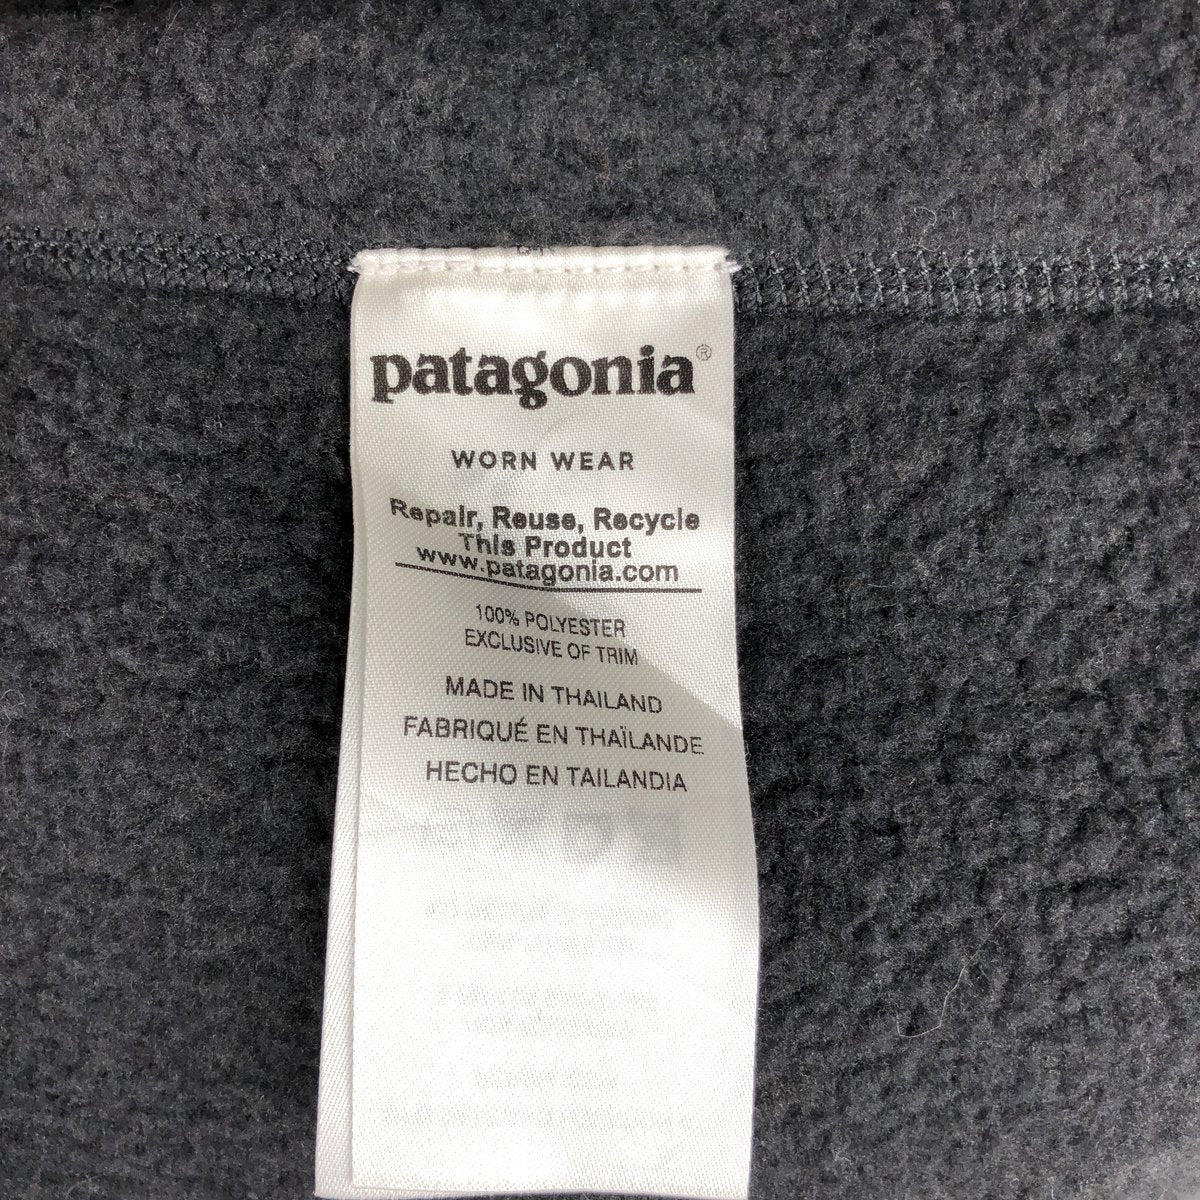 patagonia®
WORN WEAR
Repair, Reuse, Recycle
This Product
www.patagonia.com
100% POLYESTER
EXCLUSIVE OF TRIM
MADE IN THAILAND
FABRIQUÉ EN THAÏLANDE
HECHO EN TAILANDIA